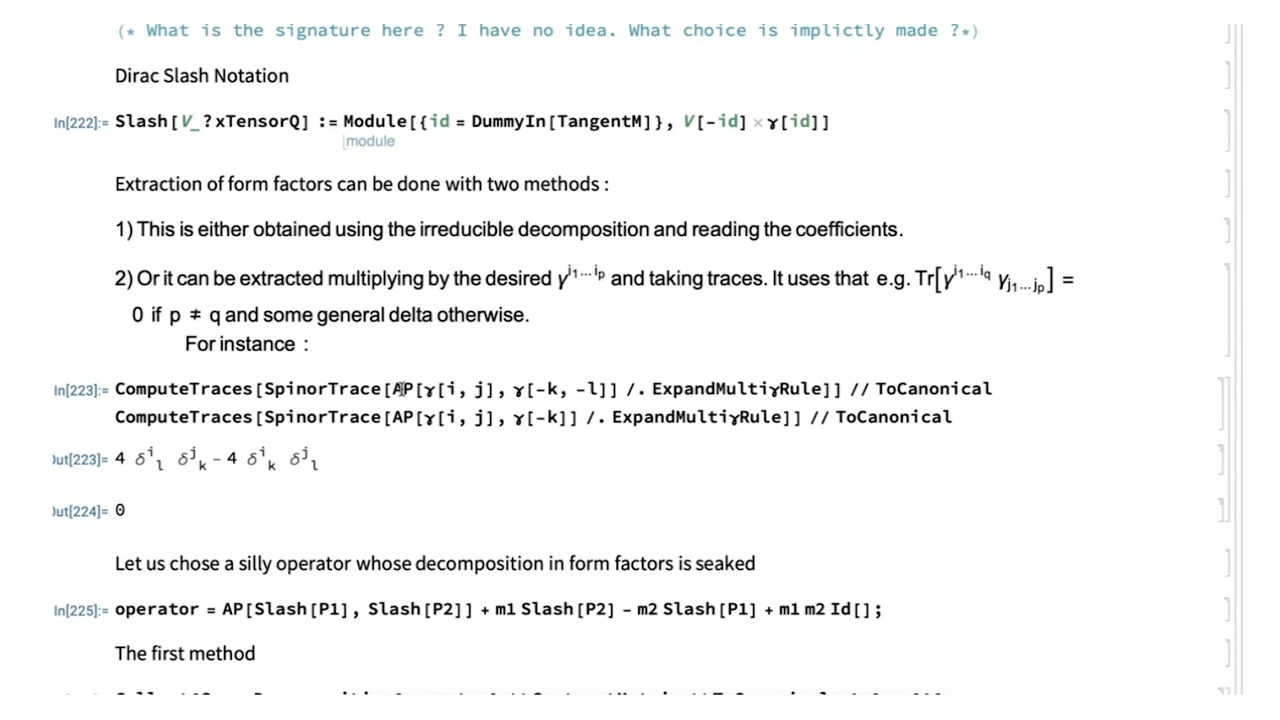 (* What is the signature here ? I have no idea. What choice is implictly made ?*)
Dirac Slash Notation
In[222]:= Slash[V_?xTensorQ] := Module[{id = DummyIn[TangentM]}, V[-id] × γ[id]]
module
Extraction of form factors can be done with two methods :
1) This is either obtained using the irreducible decomposition and reading the coefficients.
2) Or it can be extracted multiplying by the desired γ^{i₁...iₚ} and taking traces. It uses that e.g. Tr[γ^{i₁...i_q} γ_{j₁...jₚ}] =
0 if p ≠ q and some general delta otherwise.
For instance :
In[223]:= ComputeTraces[SpinorTrace[AP[γ[i, j], γ[-k, -l]] /. ExpandMultiγRule]] // ToCanonical
ComputeTraces[SpinorTrace[AP[γ[i, j], γ[-k]] /. ExpandMultiγRule]] // ToCanonical
Out[223]= 4 δ^i_l δ^j_k - 4 δ^i_k δ^j_l
Out[224]= 0
Let us chose a silly operator whose decomposition in form factors is seaked
In[225]:= operator = AP[Slash[P1], Slash[P2]] + m1 Slash[P2] - m2 Slash[P1] + m1 m2 Id[];
The first method